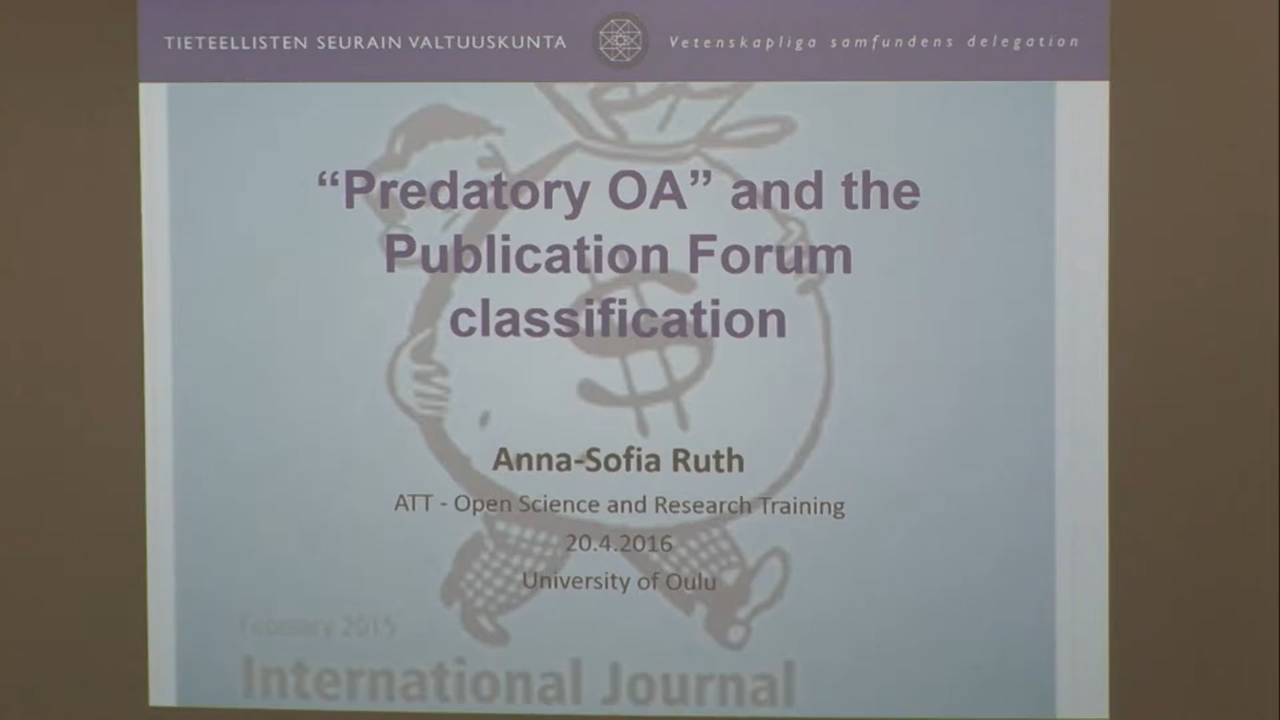 TIETEELLISTEN SEURAIN VALTUUSKUNTA Vetenskapliga samfundens delegation
“Predatory OA” and the
Publication Forum
classification
$
Anna-Sofia Ruth
ATT - Open Science and Research Training
20.4.2016
University of Oulu
February 2015
International Journal